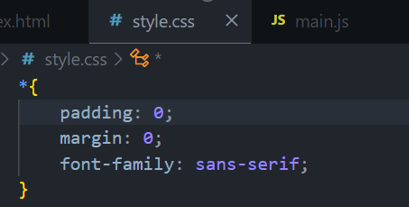 ex.html # style.css × JS main.js
> # style.css > *
*{
padding: 0;
margin: 0;
font-family: sans-serif;
}